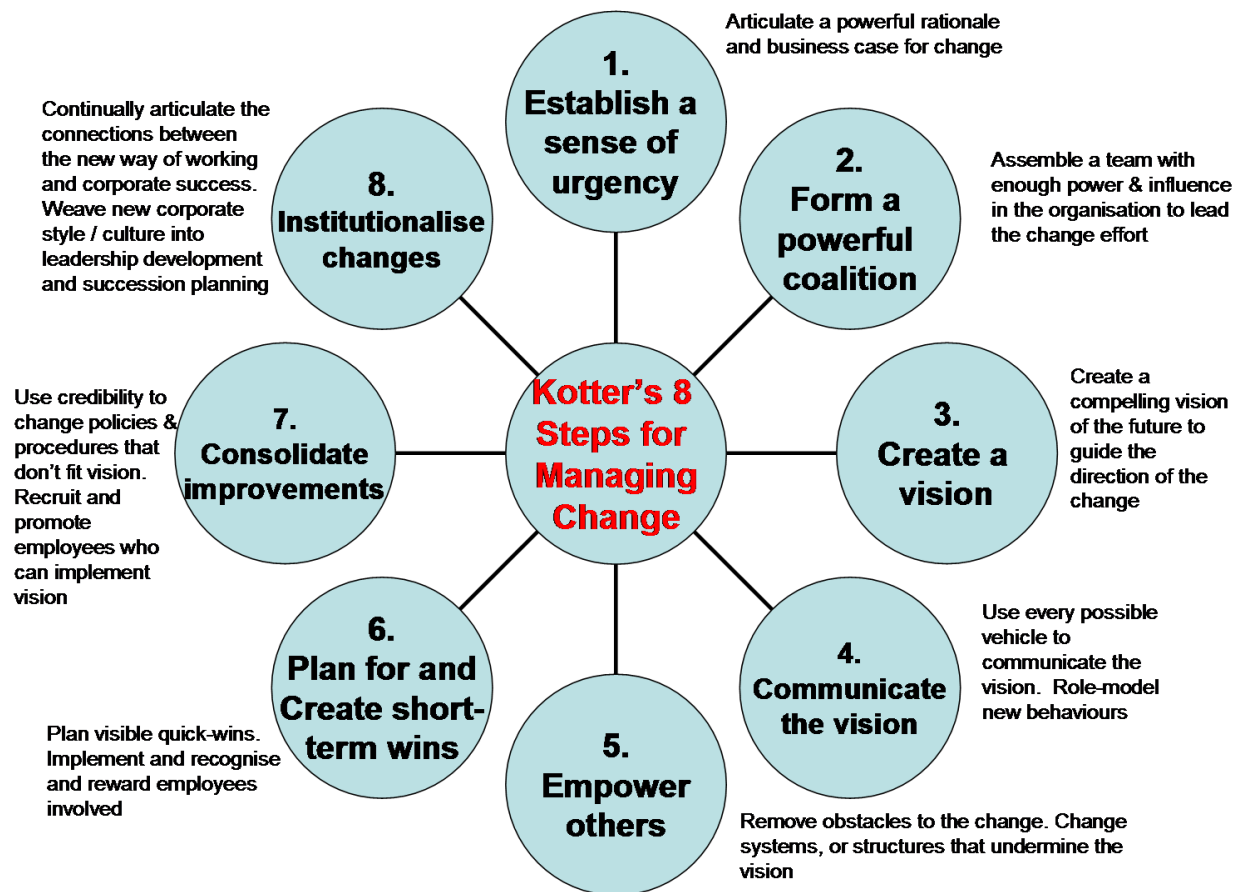 Kotter's 8
Steps for
Managing
Change
1.
Establish a
sense of
urgency
Articulate a powerful rationale
and business case for change
2.
Form a
powerful
coalition
Assemble a team with
enough power & influence
in the organisation to lead
the change effort
3.
Create a
vision
Create a
compelling vision
of the future to
guide the
direction of the
change
4.
Communicate
the vision
Use every possible
vehicle to
communicate the
vision.  Role-model
new behaviours
5.
Empower
others
Remove obstacles to the change. Change
systems, or structures that undermine the
vision
6.
Plan for and
Create short-
term wins
Plan visible quick-wins.
Implement and recognise
and reward employees
involved
7.
Consolidate
improvements
Use credibility to
change policies &
procedures that
don't fit vision.
Recruit and
promote
employees who
can implement
vision
8.
Institutionalise
changes
Continually articulate the
connections between
the new way of working
and corporate success.
Weave new corporate
style / culture into
leadership development
and succession planning